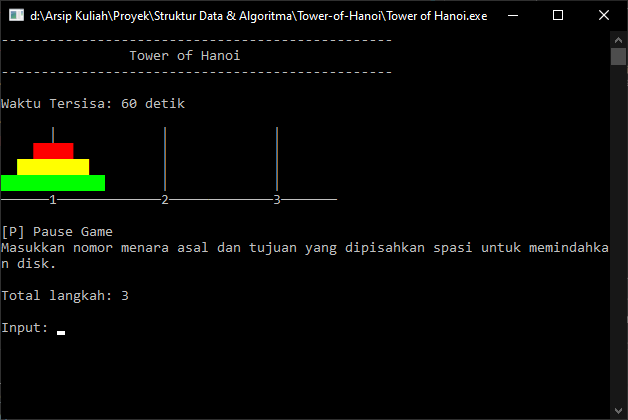 d:\Arsip Kuliah\Proyek\Struktur Data & Algoritma\Tower-of-Hanoi\Tower of Hanoi.exe
-------------------------------------------------
Tower of Hanoi
-------------------------------------------------
Waktu Tersisa: 60 detik
1 2 3
[P] Pause Game
Masukkan nomor menara asal dan tujuan yang dipisahkan spasi untuk memindahka
n disk.
Total langkah: 3
Input: